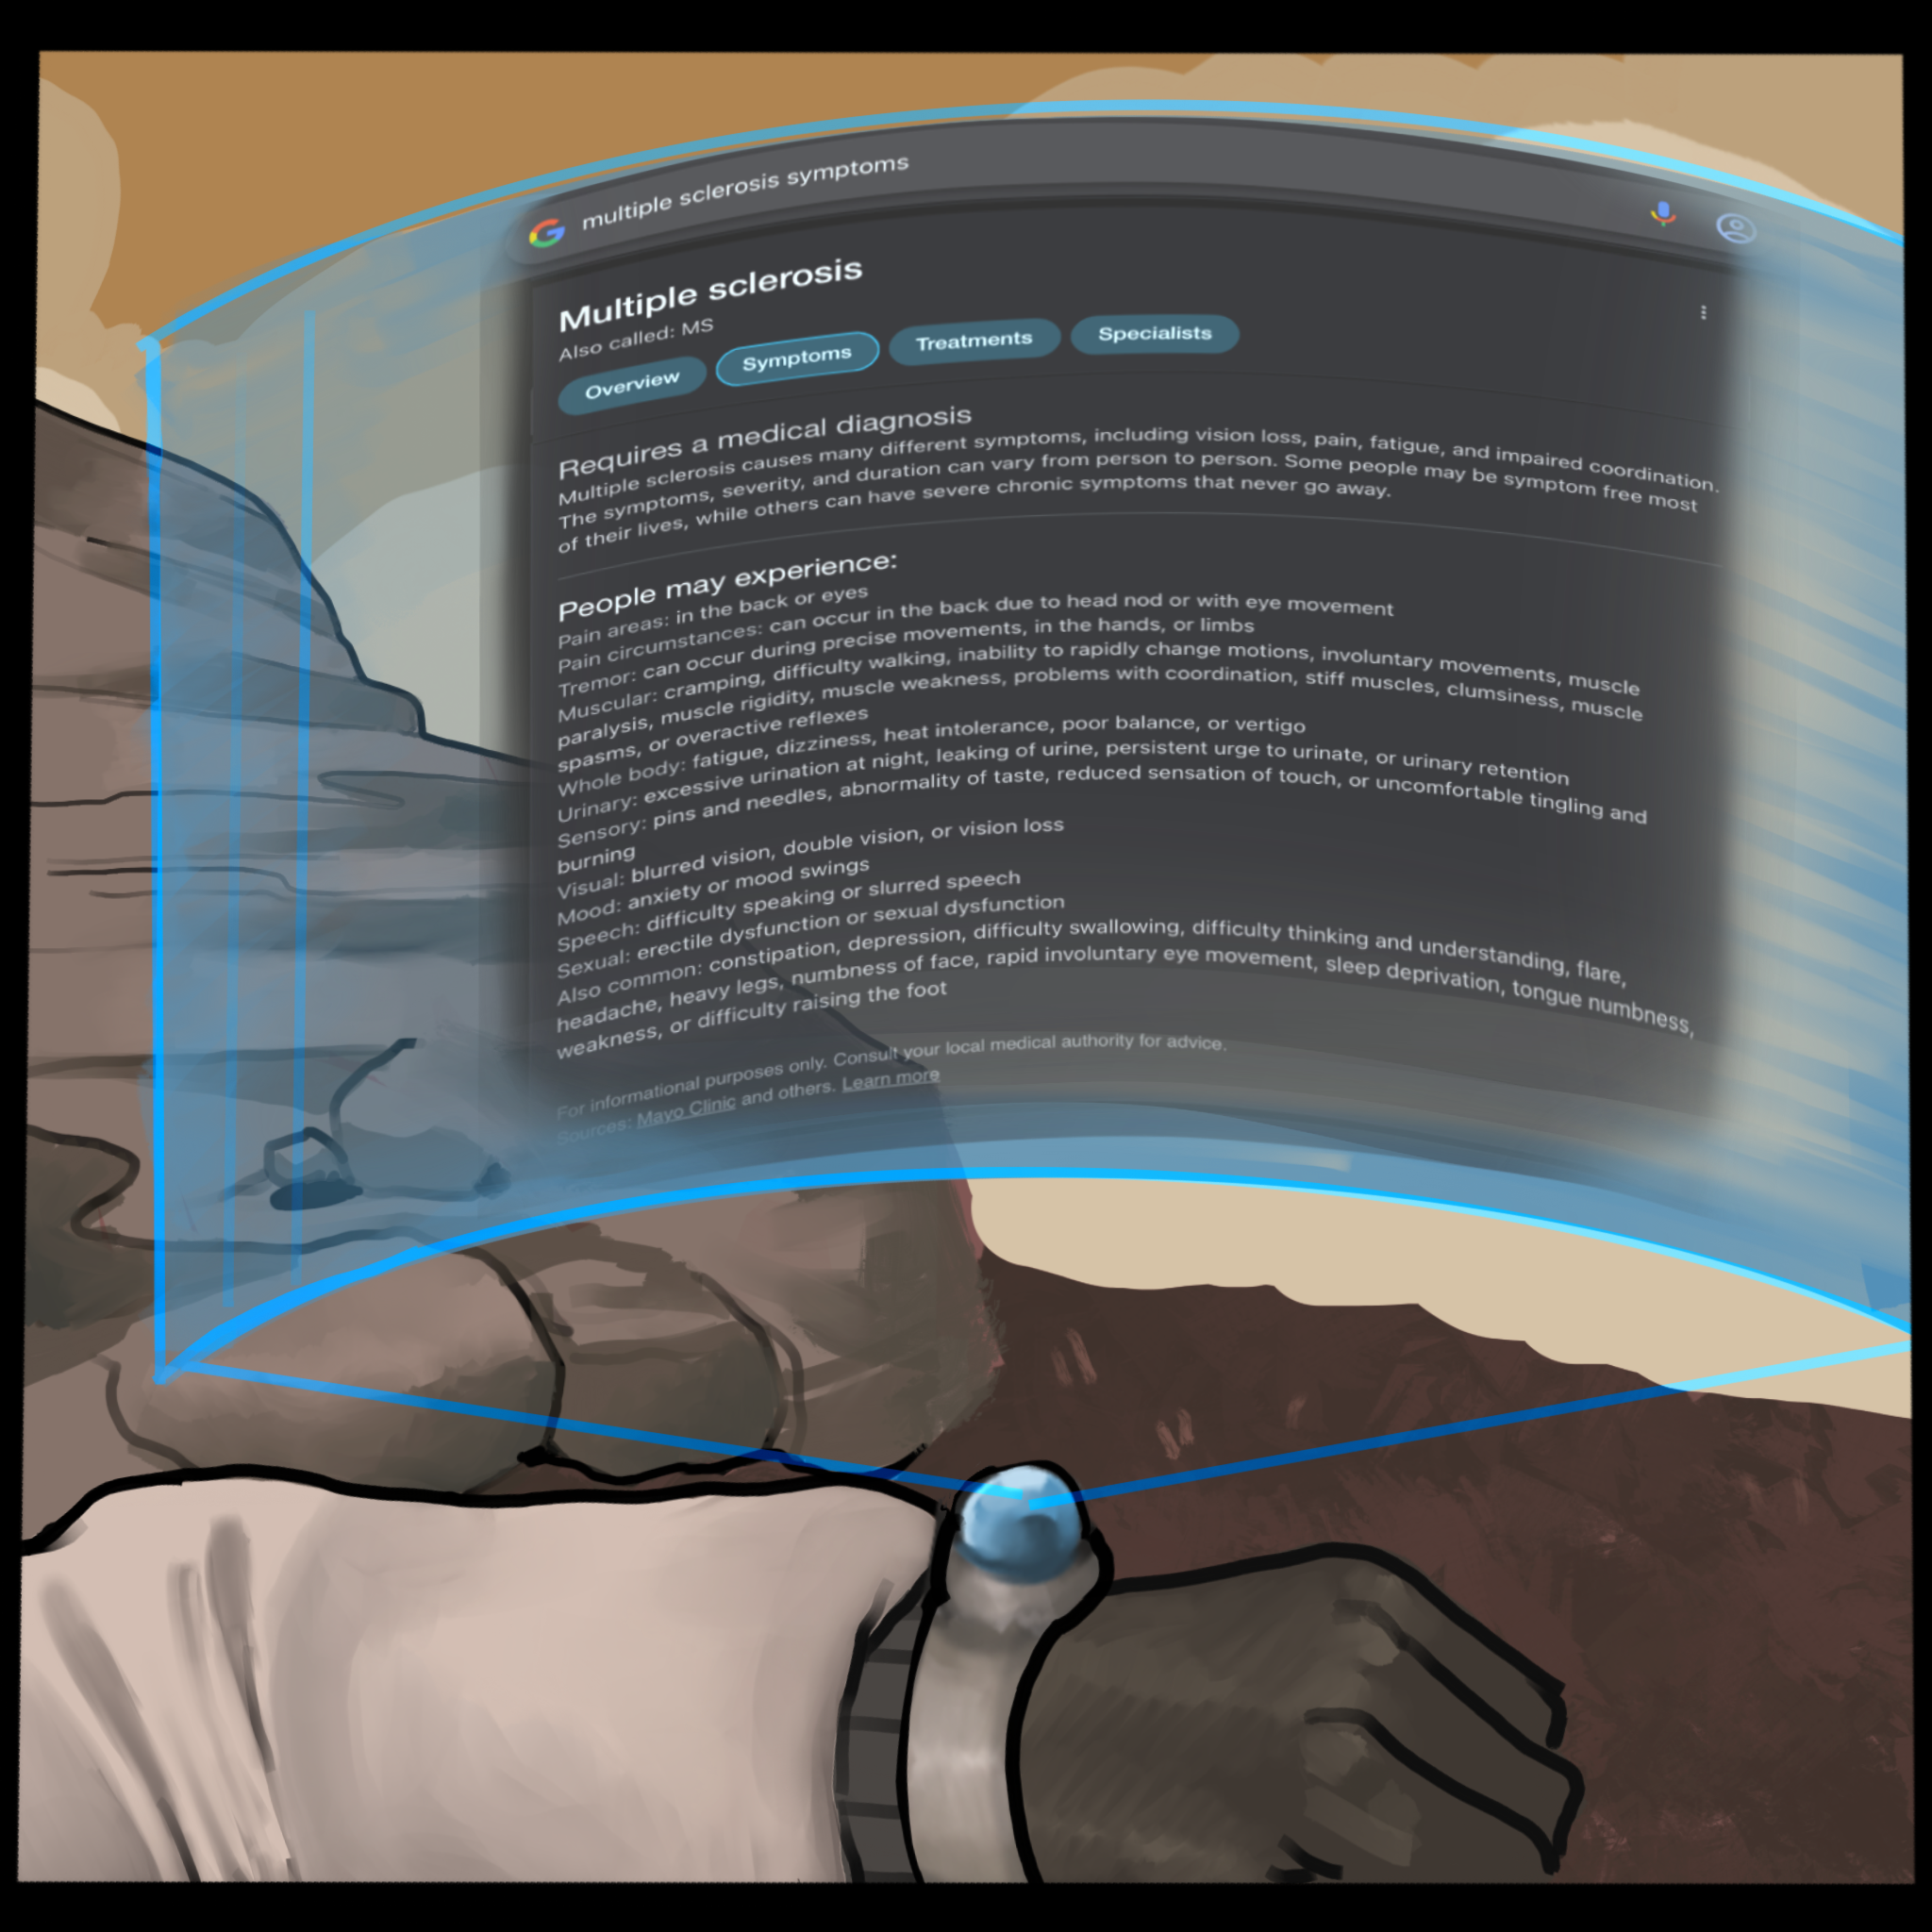 multiple sclerosis symptoms
Multiple sclerosis
Also called: MS
Overview
Symptoms
Treatments
Specialists
Requires a medical diagnosis
Multiple sclerosis causes many different symptoms, including vision loss, pain, fatigue, and impaired coordination.
The symptoms, severity, and duration can vary from person to person. Some people may be symptom free most
of their lives, while others can have severe chronic symptoms that never go away.
People may experience:
Pain areas: in the back or eyes
Pain circumstances: can occur in the back due to head nod or with eye movement
Tremor: can occur during precise movements, in the hands, or limbs
Muscular: cramping, difficulty walking, inability to rapidly change motions, involuntary movements, muscle
paralysis, muscle rigidity, muscle weakness, problems with coordination, stiff muscles, clumsiness, muscle
spasms, or overactive reflexes
Whole body: fatigue, dizziness, heat intolerance, poor balance, or vertigo
Urinary: excessive urination at night, leaking of urine, persistent urge to urinate, or urinary retention
Sensory: pins and needles, abnormality of taste, reduced sensation of touch, or uncomfortable tingling and
burning
Visual: blurred vision, double vision, or vision loss
Mood: anxiety or mood swings
Speech: difficulty speaking or slurred speech
Sexual: erectile dysfunction or sexual dysfunction
Also common: constipation, depression, difficulty swallowing, difficulty thinking and understanding, flare,
headache, heavy legs, numbness of face, rapid involuntary eye movement, sleep deprivation, tongue numbness,
weakness, or difficulty raising the foot
For informational purposes only. Consult your local medical authority for advice.
Sources: Mayo Clinic and others. Learn more